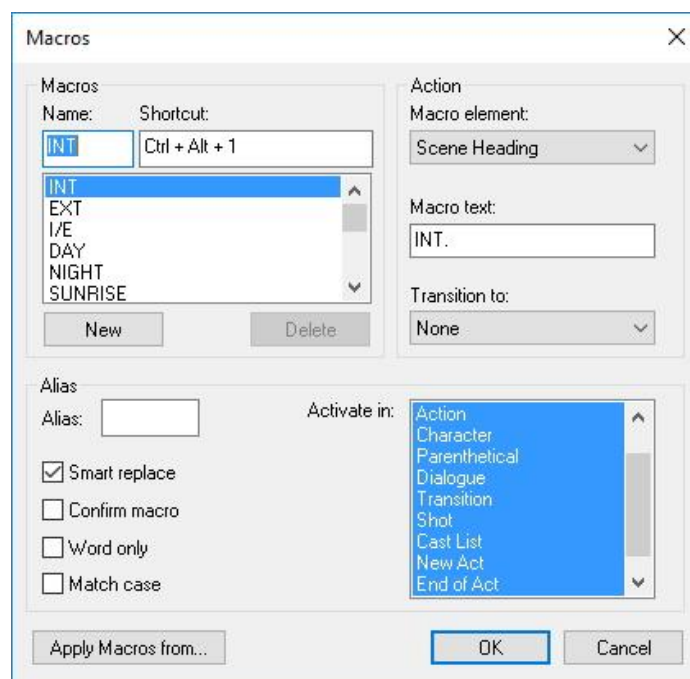 Macros
Macros
Name: Shortcut:
INT Ctrl + Alt + 1
INT
EXT
I/E
DAY
NIGHT
SUNRISE
New Delete
Action
Macro element:
Scene Heading
Macro text:
INT.
Transition to:
None
Alias
Alias:
Smart replace
Confirm macro
Word only
Match case
Activate in:
Action
Character
Parenthetical
Dialogue
Transition
Shot
Cast List
New Act
End of Act
Apply Macros from... OK Cancel